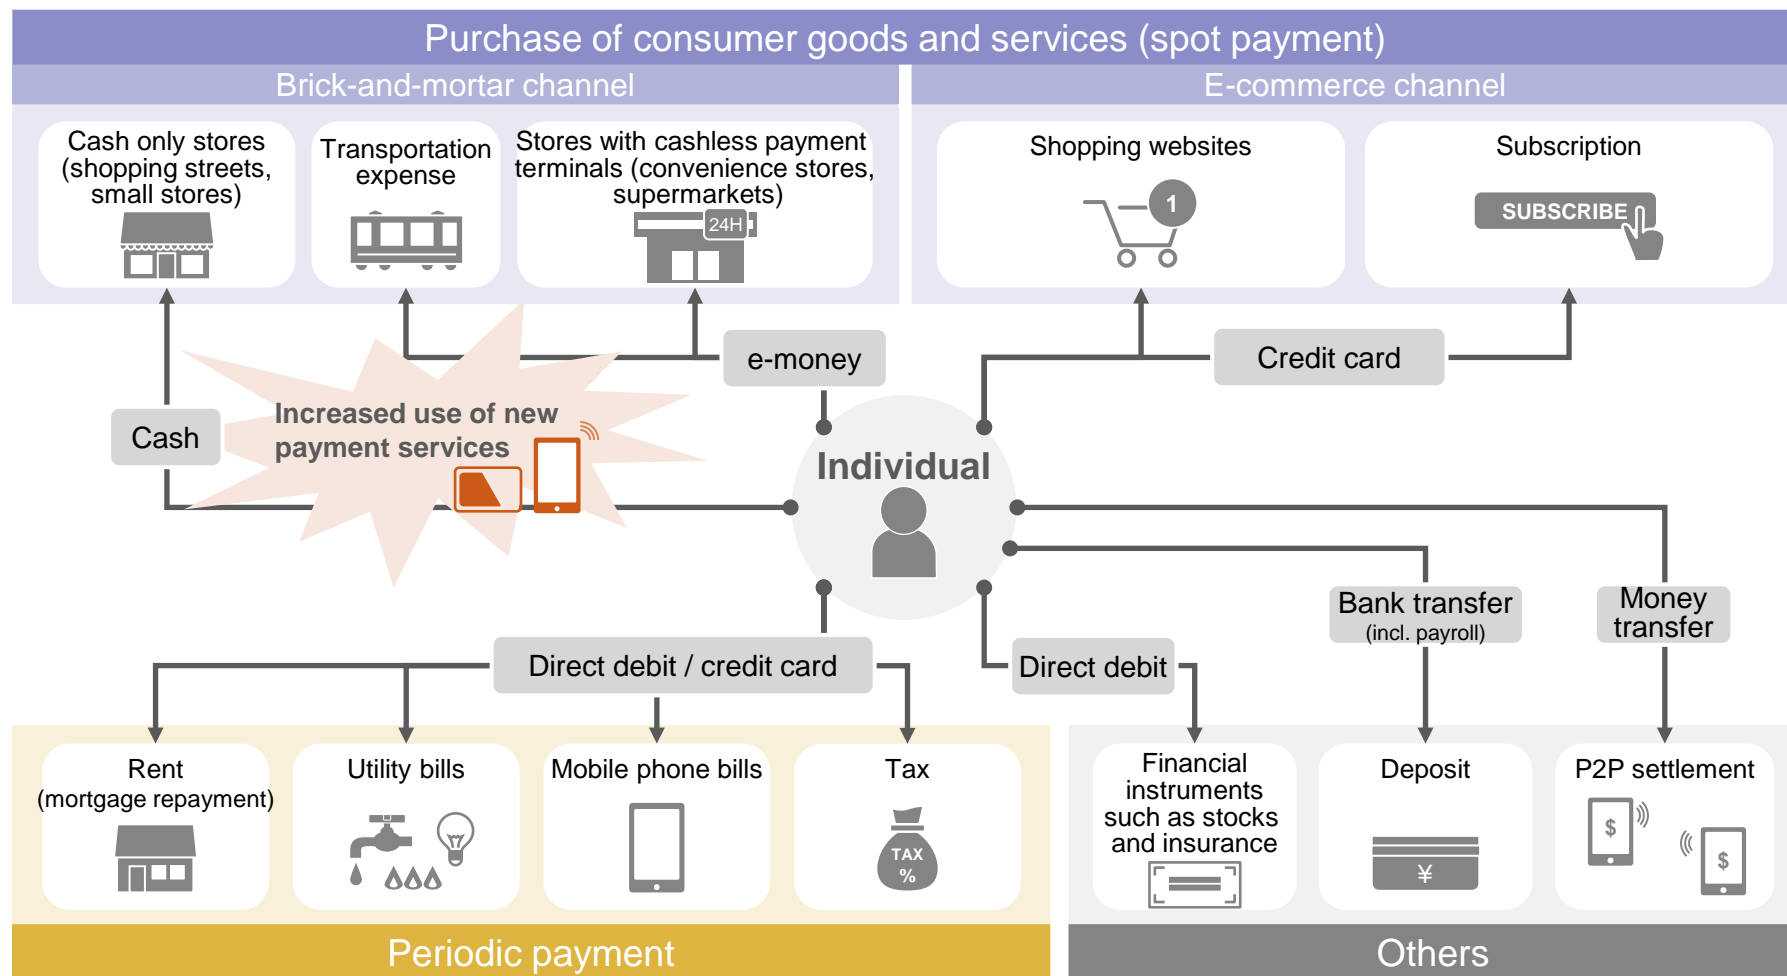 Purchase of consumer goods and services (spot payment)
Brick-and-mortar channel
E-commerce channel
Cash only stores
(shopping streets,
small stores)
Transportation
expense
Stores with cashless payment
terminals (convenience stores,
supermarkets)
24H
Shopping websites
1
Subscription
SUBSCRIBE
e-money
Credit card
Cash
Increased use of new
payment services
Individual
Bank transfer
(incl. payroll)
Money
transfer
Direct debit / credit card
Direct debit
Rent
(mortgage repayment)
Utility bills
Mobile phone bills
Tax
TAX
%
Financial
instruments
such as stocks
and insurance
Deposit
¥
P2P settlement
$
$
Periodic payment
Others